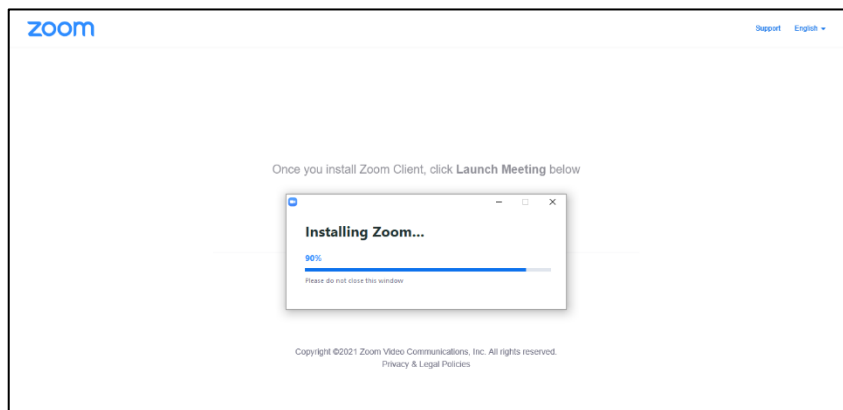 zoom
Support English
Once you install Zoom Client, click Launch Meeting below
Installing Zoom...
90%
Please do not close this window
Copyright ©2021 Zoom Video Communications, Inc. All rights reserved.
Privacy & Legal Policies